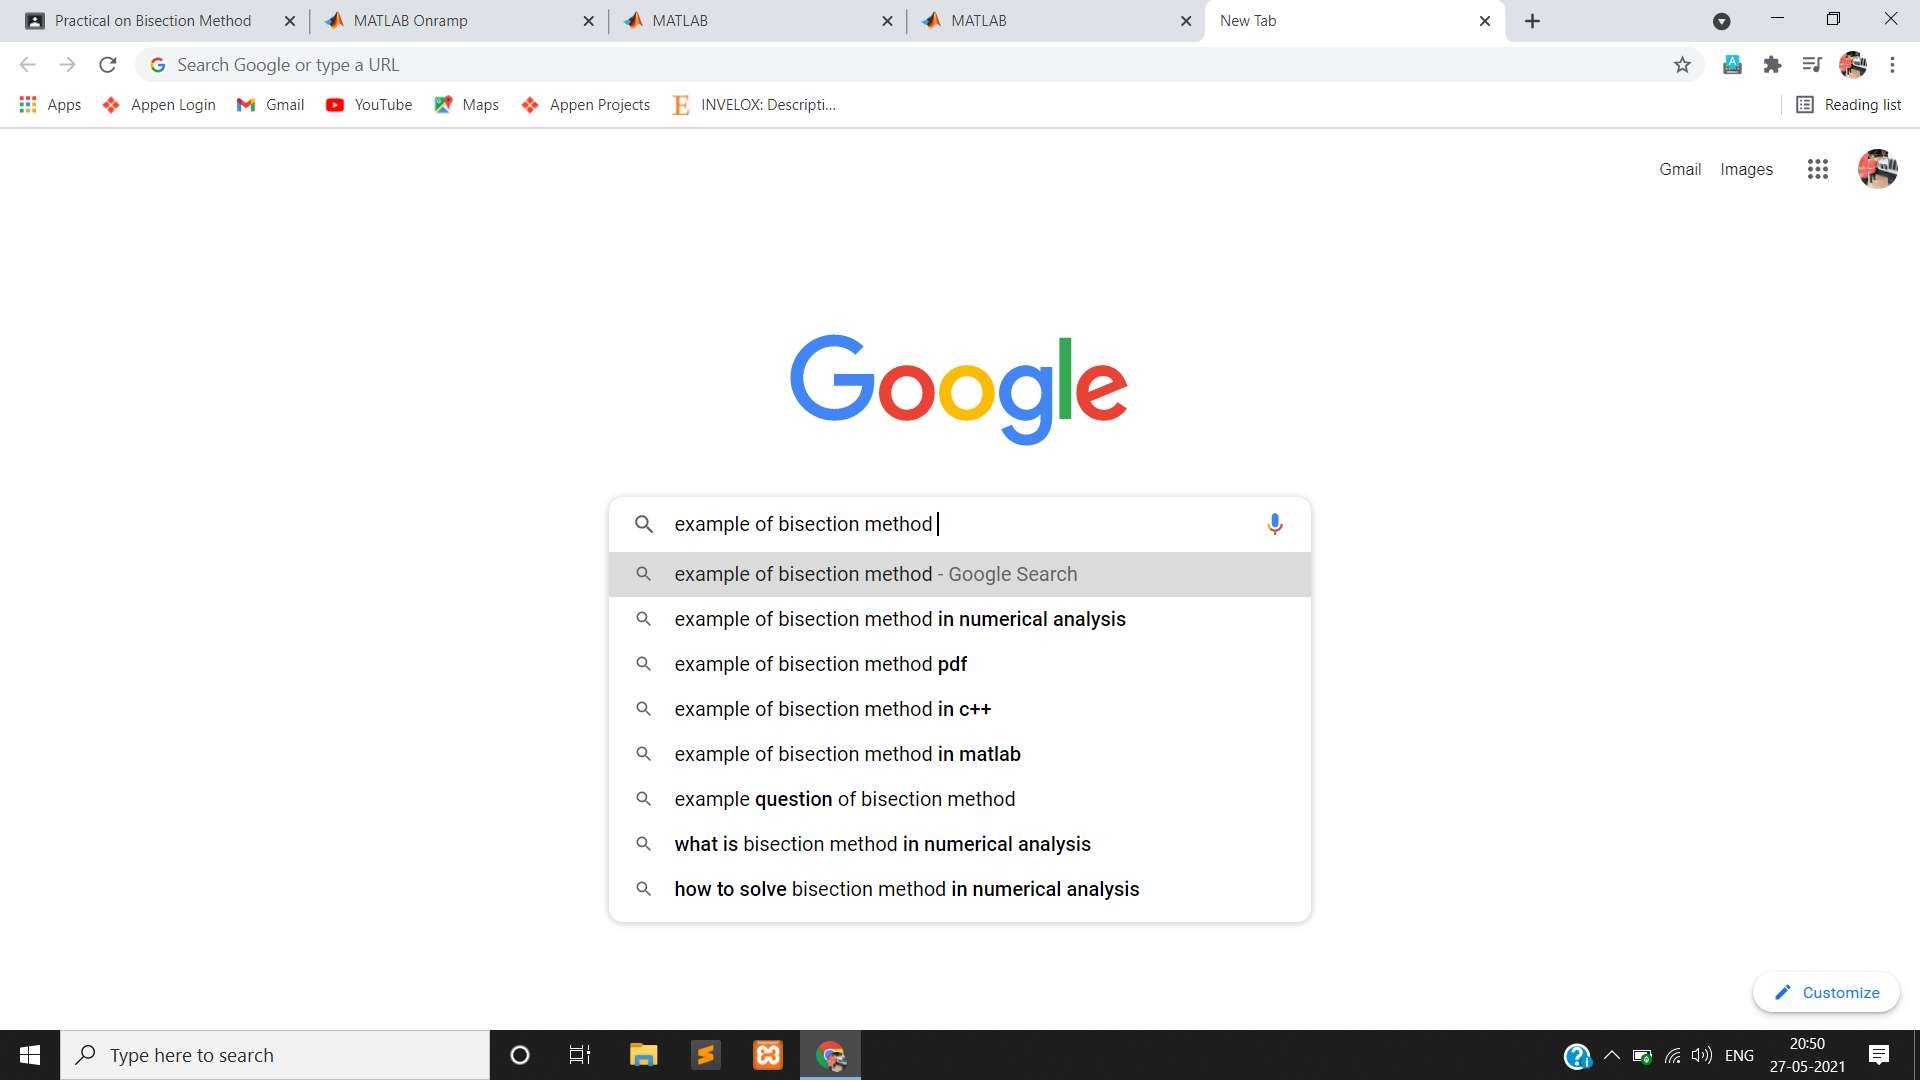 Practical on Bisection Method
MATLAB Onramp
MATLAB
MATLAB
New Tab
Search Google or type a URL
Apps
Appen Login
Gmail
YouTube
Maps
Appen Projects
INVELOX: Descripti...
Reading list
Gmail
Images
Google
example of bisection method
example of bisection method - Google Search
example of bisection method in numerical analysis
example of bisection method pdf
example of bisection method in c++
example of bisection method in matlab
example question of bisection method
what is bisection method in numerical analysis
how to solve bisection method in numerical analysis
Customize
Type here to search
ENG
20:50
27-05-2021